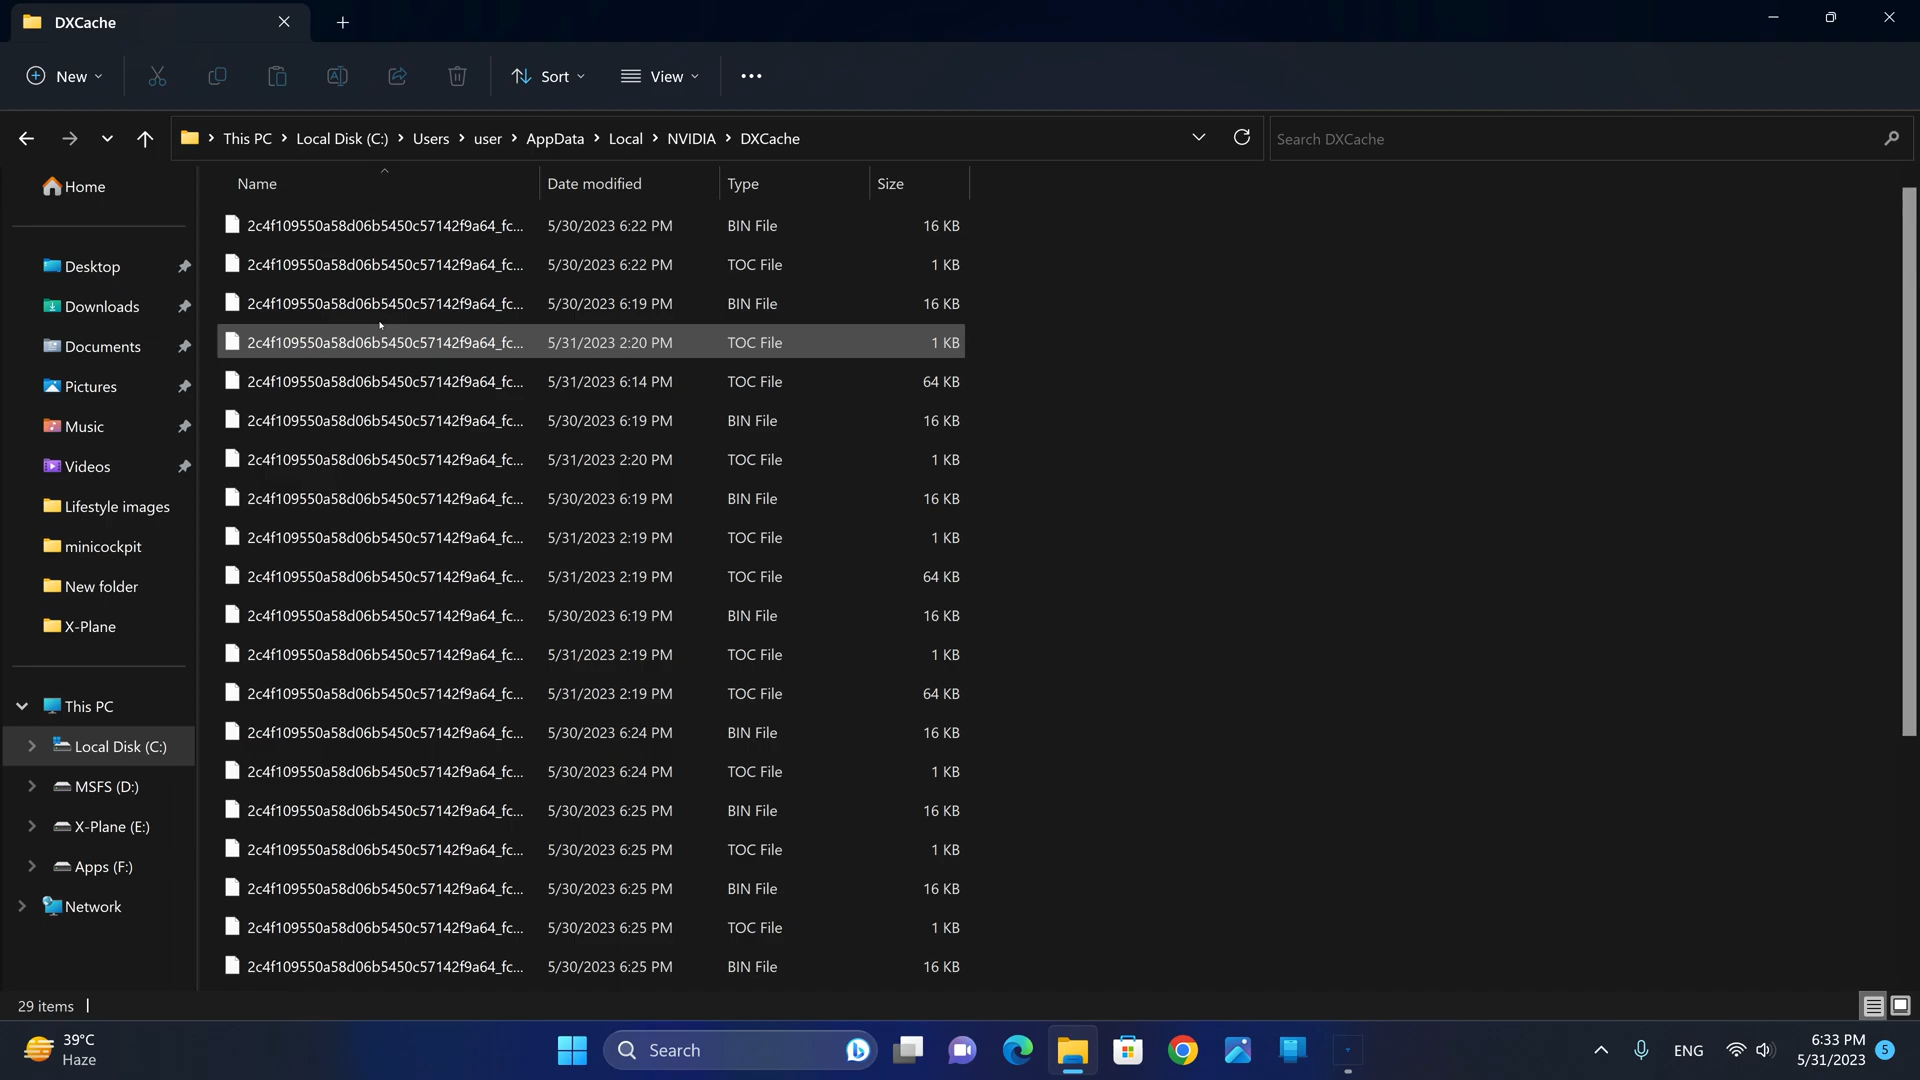 DXCache
New
Sort
View
This PC
Local Disk (C:)
Users
user
AppData
Local
NVIDIA
DXCache
Search DXCache
Home
Desktop
Downloads
Documents
Pictures
Music
Videos
Lifestyle images
minicockpit
New folder
X-Plane
This PC
Local Disk (C:)
MSFS (D:)
X-Plane (E:)
Apps (F:)
Network
Name Date modified Type Size
2c4f109550a58d06b5450c57142f9a64_fc... 5/30/2023 6:22 PM BIN File 16 KB
2c4f109550a58d06b5450c57142f9a64_fc... 5/30/2023 6:22 PM TOC File 1 KB
2c4f109550a58d06b5450c57142f9a64_fc... 5/30/2023 6:19 PM BIN File 16 KB
2c4f109550a58d06b5450c57142f9a64_fc... 5/31/2023 2:20 PM TOC File 1 KB
2c4f109550a58d06b5450c57142f9a64_fc... 5/31/2023 6:14 PM TOC File 64 KB
2c4f109550a58d06b5450c57142f9a64_fc... 5/30/2023 6:19 PM BIN File 16 KB
2c4f109550a58d06b5450c57142f9a64_fc... 5/31/2023 2:20 PM TOC File 1 KB
2c4f109550a58d06b5450c57142f9a64_fc... 5/30/2023 6:19 PM BIN File 16 KB
2c4f109550a58d06b5450c57142f9a64_fc... 5/31/2023 2:19 PM TOC File 1 KB
2c4f109550a58d06b5450c57142f9a64_fc... 5/31/2023 2:19 PM TOC File 64 KB
2c4f109550a58d06b5450c57142f9a64_fc... 5/30/2023 6:19 PM BIN File 16 KB
2c4f109550a58d06b5450c57142f9a64_fc... 5/31/2023 2:19 PM TOC File 1 KB
2c4f109550a58d06b5450c57142f9a64_fc... 5/31/2023 2:19 PM TOC File 64 KB
2c4f109550a58d06b5450c57142f9a64_fc... 5/30/2023 6:24 PM BIN File 16 KB
2c4f109550a58d06b5450c57142f9a64_fc... 5/30/2023 6:24 PM TOC File 1 KB
2c4f109550a58d06b5450c57142f9a64_fc... 5/30/2023 6:25 PM BIN File 16 KB
2c4f109550a58d06b5450c57142f9a64_fc... 5/30/2023 6:25 PM TOC File 1 KB
2c4f109550a58d06b5450c57142f9a64_fc... 5/30/2023 6:25 PM BIN File 16 KB
2c4f109550a58d06b5450c57142f9a64_fc... 5/30/2023 6:25 PM TOC File 1 KB
2c4f109550a58d06b5450c57142f9a64_fc... 5/30/2023 6:25 PM BIN File 16 KB
29 items
39°C
Haze
Search
ENG
6:33 PM
5/31/2023
5